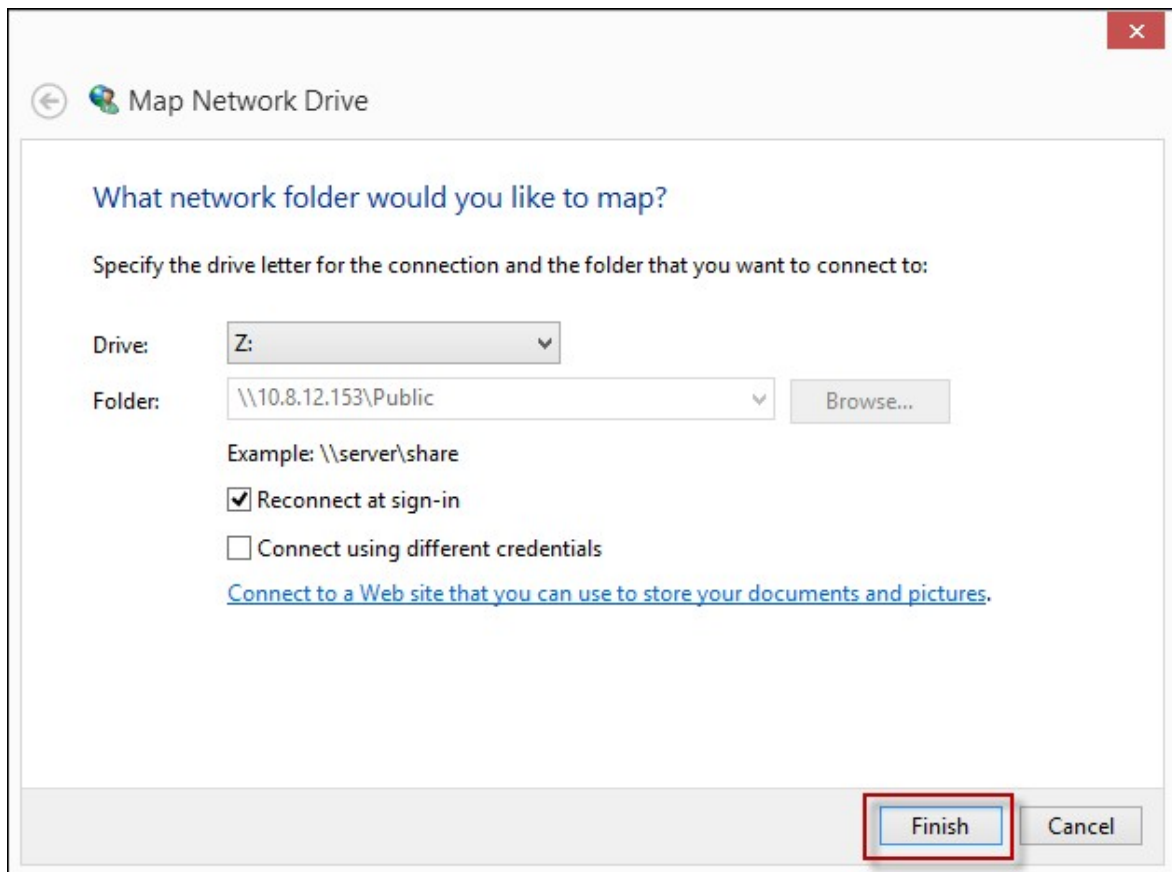 Map Network Drive
What network folder would you like to map?
Specify the drive letter for the connection and the folder that you want to connect to:
Drive: Z:
Folder: \\10.8.12.153\Public Browse...
Example: \\server\share
Reconnect at sign-in
Connect using different credentials
Connect to a Web site that you can use to store your documents and pictures.
Finish Cancel